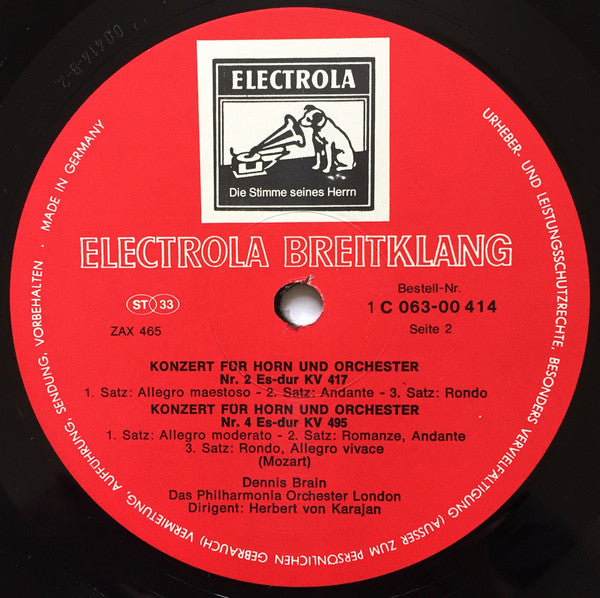 ELECTROLA
Die Stimme seines Herrn
ELECTROLA BREITKLANG
ST 33
ZAX 465
Bestell-Nr.
1 C 063-00 414
Seite 2
KONZERT FÜR HORN UND ORCHESTER
Nr. 2 Es-dur KV 417
1. Satz: Allegro maestoso - 2. Satz: Andante - 3. Satz: Rondo
KONZERT FÜR HORN UND ORCHESTER
Nr. 4 Es-dur KV 495
1. Satz: Allegro moderato - 2. Satz: Romanze, Andante
3. Satz: Rondo, Allegro vivace
(Mozart)
Dennis Brain
Das Philharmonia Orchester London
Dirigent: Herbert von Karajan
URHEBER- UND LEISTUNGSSCHUTZRECHTE, BESONDERS VERVIELFÄLTIGUNG (AUSSER ZUM PERSÖNLICHEN GEBRAUCH) VERMIETUNG, AUFFÜHRUNG, SENDUNG, VORBEHALTEN · MADE IN GERMANY